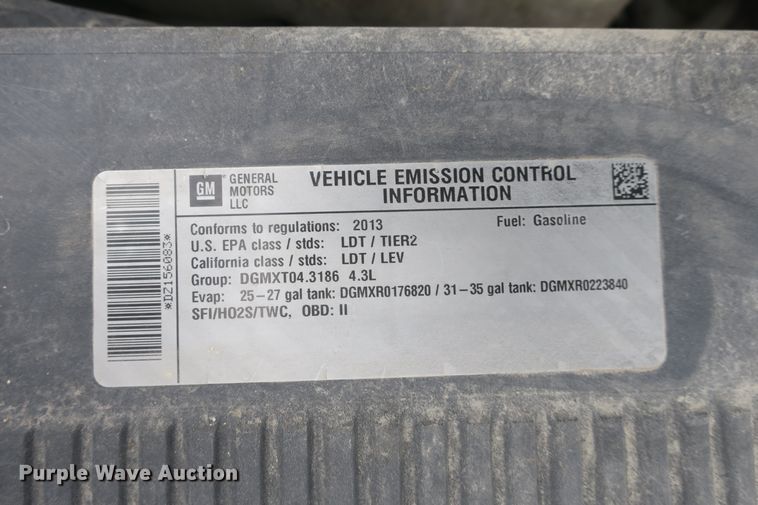 GM
GENERAL
MOTORS
LLC
VEHICLE EMISSION CONTROL
INFORMATION
*DZ156083*
Conforms to regulations: 2013
Fuel: Gasoline
U.S. EPA class / stds: LDT / TIER2
California class / stds: LDT / LEV
Group: DGMXT04.3186 4.3L
Evap: 25-27 gal tank: DGMXR0176820 / 31-35 gal tank: DGMXR0223840
SFI/HO2S/TWC, OBD: II
Purple Wave Auction